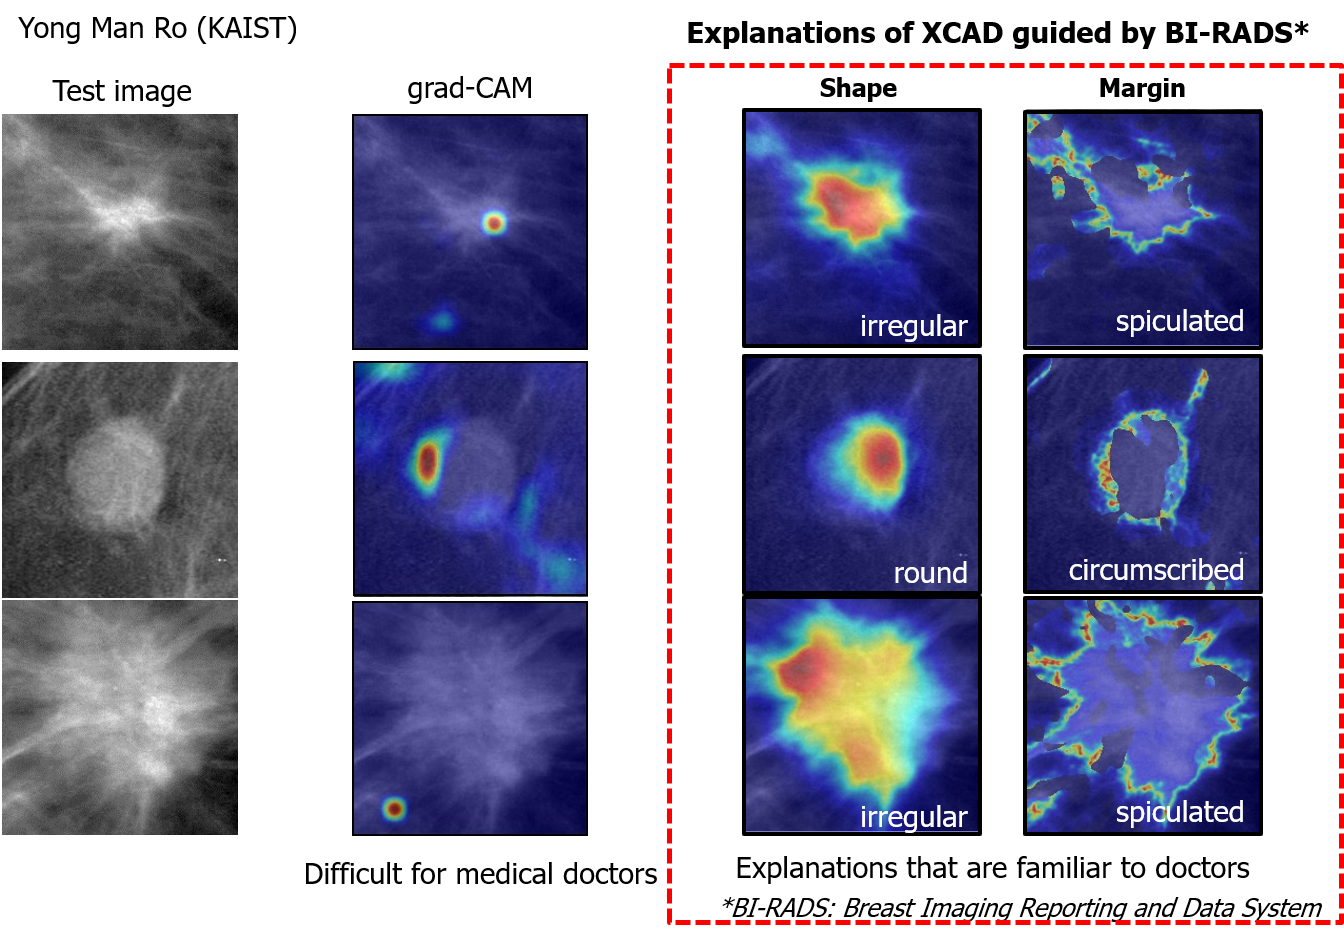 Yong Man Ro (KAIST)
Explanations of XCAD guided by BI-RADS*
Test image
grad-CAM
Shape
Margin
irregular
spiculated
round
circumscribed
irregular
spiculated
Difficult for medical doctors
Explanations that are familiar to doctors
*BI-RADS: Breast Imaging Reporting and Data System